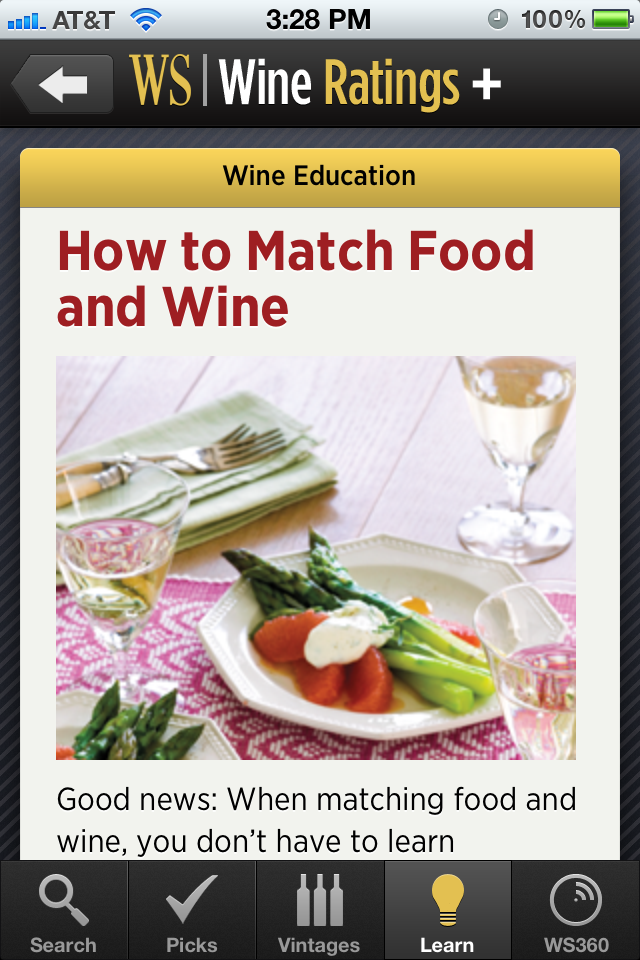 AT&T 3:28 PM 100%
WS | Wine Ratings +
Wine Education
How to Match Food
and Wine
Good news: When matching food and
wine, you don’t have to learn
Search Picks Vintages Learn WS360